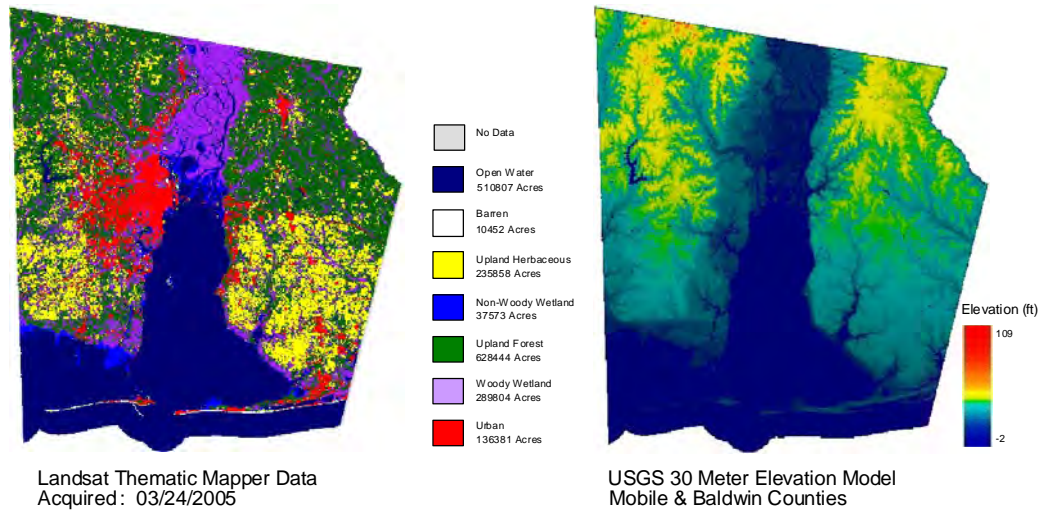 No Data
Open Water
510807 Acres
Barren
10452 Acres
Upland Herbaceous
235858 Acres
Non-Woody Wetland
37573 Acres
Upland Forest
628444 Acres
Woody Wetland
289804 Acres
Urban
136381 Acres
Elevation (ft)
109
-2
Landsat Thematic Mapper Data
Acquired: 03/24/2005
USGS 30 Meter Elevation Model
Mobile & Baldwin Counties